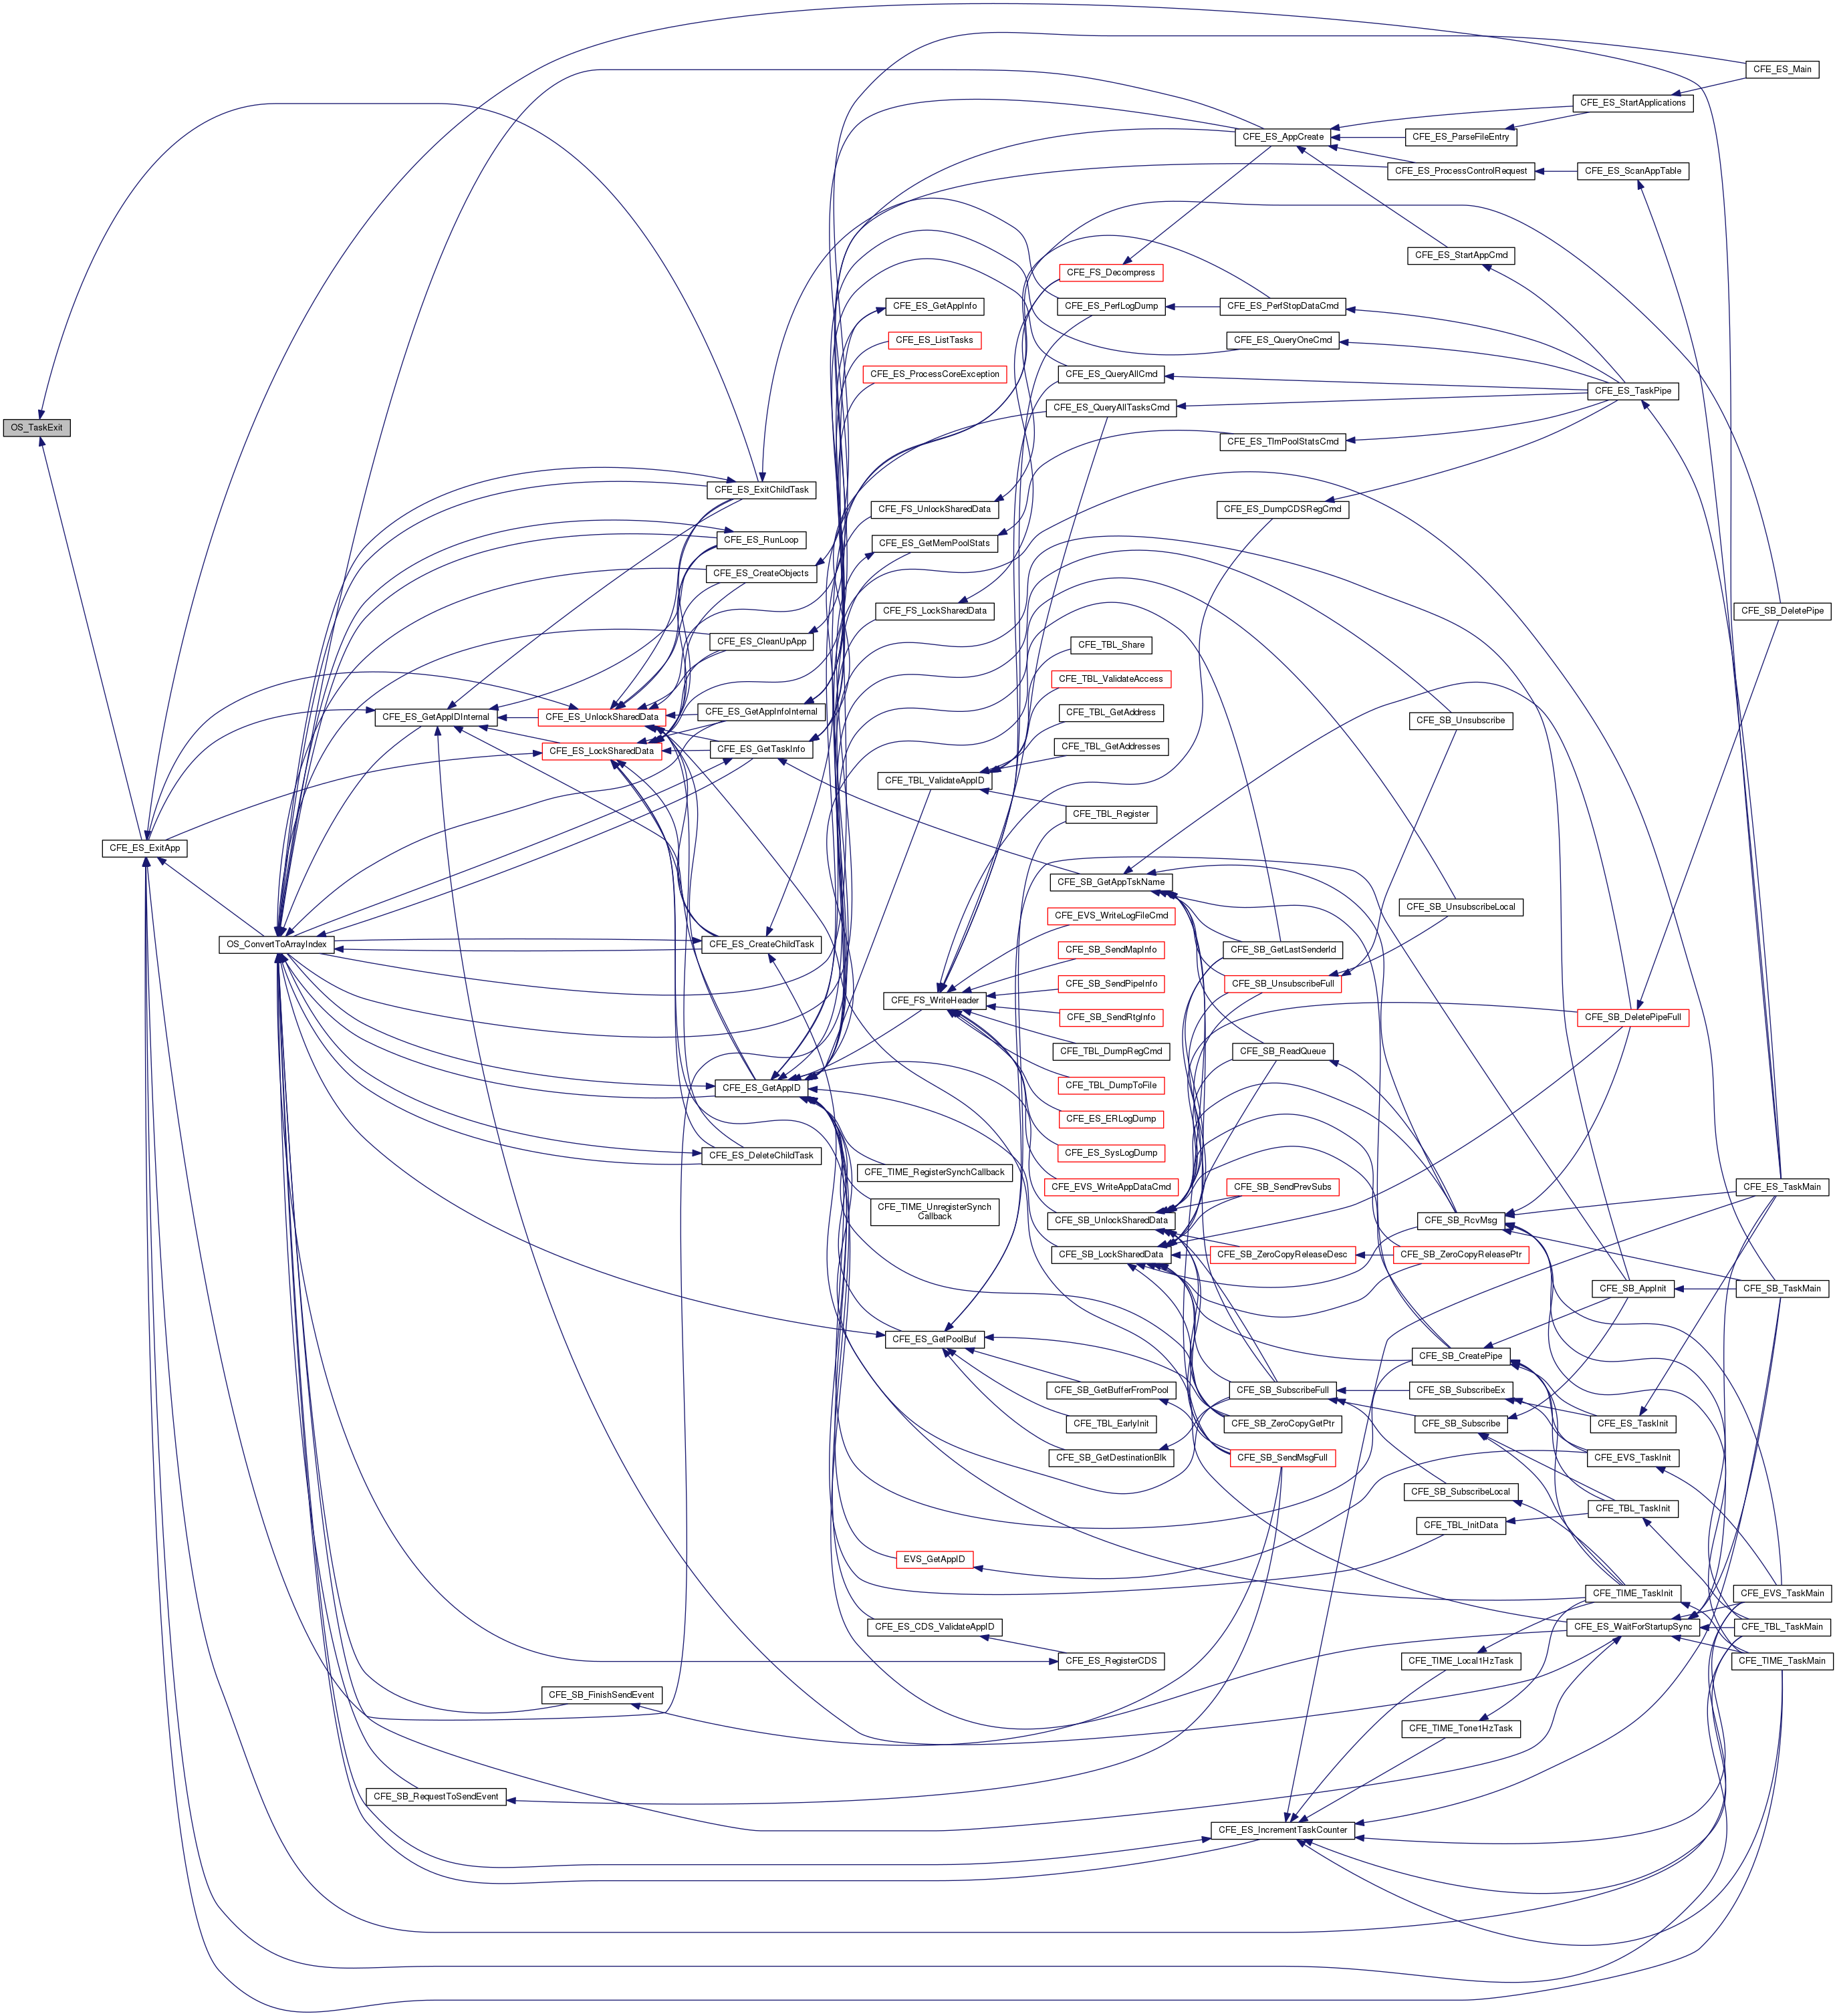 CFE_ES_Main
CFE_ES_StartApplications
CFE_ES_AppCreate
CFE_ES_ParseFileEntry
CFE_ES_ProcessControlRequest
CFE_ES_ScanAppTable
CFE_ES_StartAppCmd
CFE_FS_Decompress
CFE_ES_GetAppInfo
CFE_ES_PerfLogDump
CFE_ES_PerfStopDataCmd
CFE_ES_ListTasks
CFE_ES_QueryOneCmd
CFE_ES_ProcessCoreException
CFE_ES_QueryAllCmd
CFE_ES_TaskPipe
CFE_ES_QueryAllTasksCmd
OS_TaskExit
CFE_ES_TlmPoolStatsCmd
CFE_ES_ExitChildTask
CFE_FS_UnlockSharedData
CFE_ES_DumpCDSRegCmd
CFE_ES_RunLoop
CFE_ES_GetMemPoolStats
CFE_ES_CreateObjects
CFE_FS_LockSharedData
CFE_SB_DeletePipe
CFE_ES_CleanUpApp
CFE_TBL_Share
CFE_TBL_ValidateAccess
CFE_ES_GetAppInfoInternal
CFE_TBL_GetAddress
CFE_ES_GetAppIDInternal
CFE_ES_UnlockSharedData
CFE_SB_Unsubscribe
CFE_ES_LockSharedData
CFE_ES_GetTaskInfo
CFE_TBL_GetAddresses
CFE_TBL_ValidateAppID
CFE_TBL_Register
CFE_ES_ExitApp
CFE_SB_GetAppTskName
CFE_SB_UnsubscribeLocal
CFE_EVS_WriteLogFileCmd
OS_ConvertToArrayIndex
CFE_ES_CreateChildTask
CFE_SB_SendMapInfo
CFE_SB_GetLastSenderId
CFE_SB_SendPipeInfo
CFE_SB_UnsubscribeFull
CFE_FS_WriteHeader
CFE_SB_SendRtgInfo
CFE_SB_DeletePipeFull
CFE_TBL_DumpRegCmd
CFE_SB_ReadQueue
CFE_ES_GetAppID
CFE_TBL_DumpToFile
CFE_ES_ERLogDump
CFE_ES_DeleteChildTask
CFE_ES_SysLogDump
CFE_TIME_RegisterSynchCallback
CFE_EVS_WriteAppDataCmd
CFE_SB_SendPrevSubs
CFE_ES_TaskMain
CFE_TIME_UnregisterSynch
Callback
CFE_SB_UnlockSharedData
CFE_SB_RcvMsg
CFE_SB_LockSharedData
CFE_SB_ZeroCopyReleaseDesc
CFE_SB_ZeroCopyReleasePtr
CFE_SB_AppInit
CFE_SB_TaskMain
CFE_ES_GetPoolBuf
CFE_SB_CreatePipe
CFE_SB_GetBufferFromPool
CFE_SB_SubscribeFull
CFE_SB_SubscribeEx
CFE_TBL_EarlyInit
CFE_SB_ZeroCopyGetPtr
CFE_SB_Subscribe
CFE_ES_TaskInit
CFE_SB_GetDestinationBlk
CFE_SB_SendMsgFull
CFE_EVS_TaskInit
CFE_SB_SubscribeLocal
CFE_TBL_TaskInit
CFE_TBL_InitData
EVS_GetAppID
CFE_TIME_TaskInit
CFE_EVS_TaskMain
CFE_ES_CDS_ValidateAppID
CFE_ES_WaitForStartupSync
CFE_TBL_TaskMain
CFE_ES_RegisterCDS
CFE_TIME_Local1HzTask
CFE_TIME_TaskMain
CFE_SB_FinishSendEvent
CFE_TIME_Tone1HzTask
CFE_SB_RequestToSendEvent
CFE_ES_IncrementTaskCounter